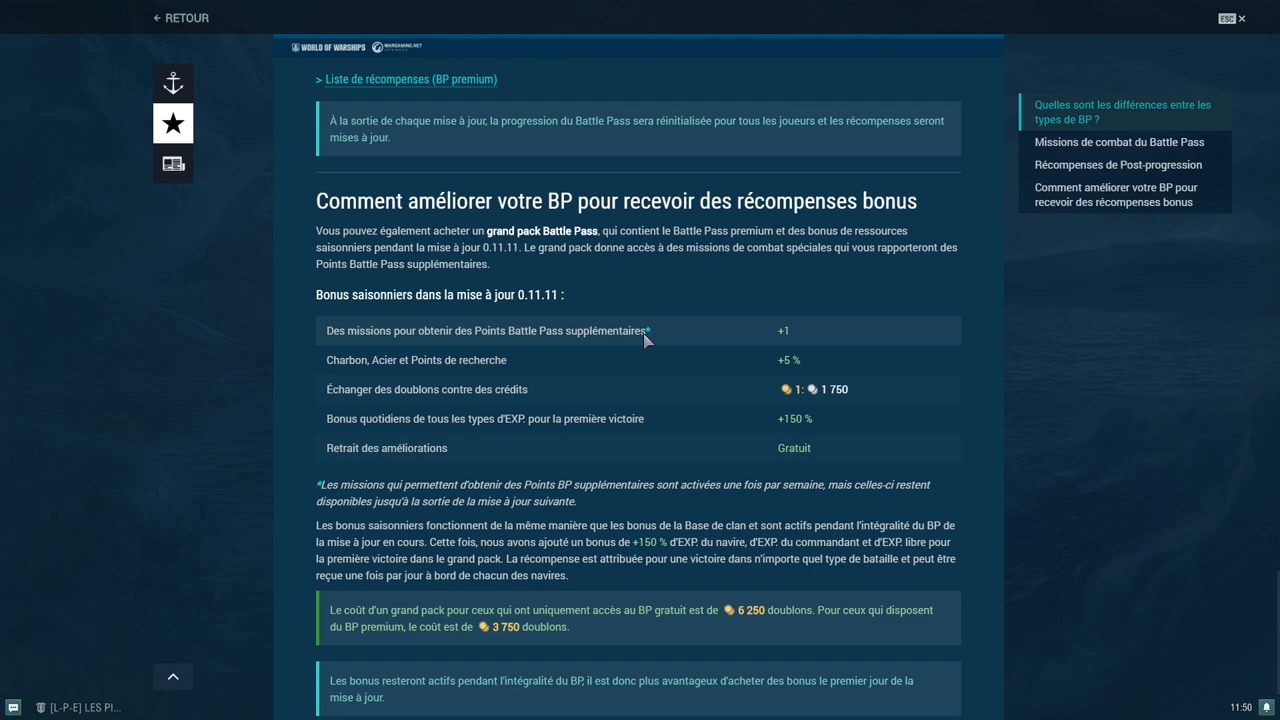 ← RETOUR
ESC ×
WORLD OF WARSHIPS WARGAMING.NET
> Liste de récompenses (BP premium)
À la sortie de chaque mise à jour, la progression du Battle Pass sera réinitialisée pour tous les joueurs et les récompenses seront
mises à jour.
Quelles sont les différences entre les
types de BP ?
Missions de combat du Battle Pass
Récompenses de Post-progression
Comment améliorer votre BP pour
recevoir des récompenses bonus
Comment améliorer votre BP pour recevoir des récompenses bonus
Vous pouvez également acheter un grand pack Battle Pass, qui contient le Battle Pass premium et des bonus de ressources
saisonniers pendant la mise à jour 0.11.11. Le grand pack donne accès à des missions de combat spéciales qui vous rapporteront des
Points Battle Pass supplémentaires.
Bonus saisonniers dans la mise à jour 0.11.11 :
Des missions pour obtenir des Points Battle Pass supplémentaires* +1
Charbon, Acier et Points de recherche +5 %
Échanger des doublons contre des crédits 1: 1 750
Bonus quotidiens de tous les types d'EXP. pour la première victoire +150 %
Retrait des améliorations Gratuit
*Les missions qui permettent d'obtenir des Points BP supplémentaires sont activées une fois par semaine, mais celles-ci restent
disponibles jusqu'à la sortie de la mise à jour suivante.
Les bonus saisonniers fonctionnent de la même manière que les bonus de la Base de clan et sont actifs pendant l'intégralité du BP de
la mise à jour en cours. Cette fois, nous avons ajouté un bonus de +150 % d'EXP. du navire, d'EXP. du commandant et d'EXP. libre pour
la première victoire dans le grand pack. La récompense est attribuée pour une victoire dans n'importe quel type de bataille et peut être
reçue une fois par jour à bord de chacun des navires.
Le coût d'un grand pack pour ceux qui ont uniquement accès au BP gratuit est de 6 250 doublons. Pour ceux qui disposent
du BP premium, le coût est de 3 750 doublons.
Les bonus resteront actifs pendant l'intégralité du BP, il est donc plus avantageux d'acheter des bonus le premier jour de la
mise à jour.
[L-P-E] LES PI...
11:50